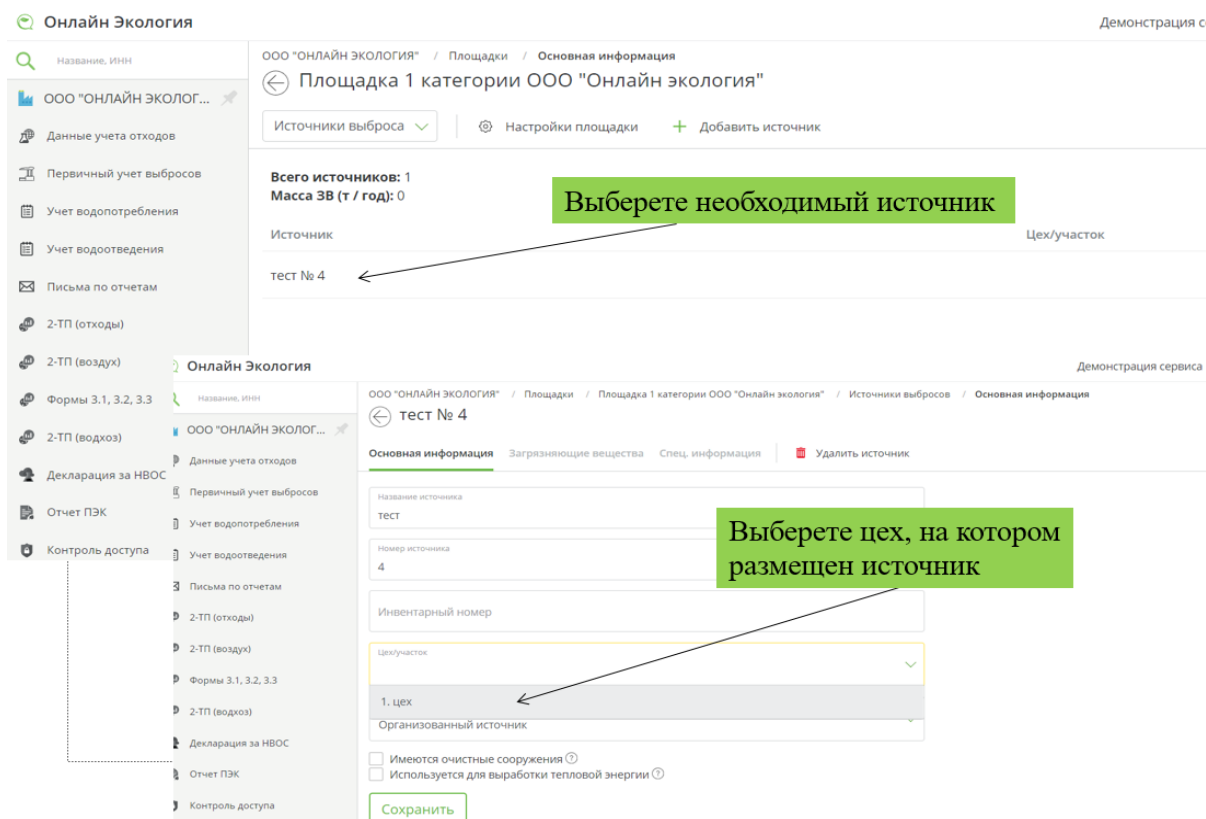 Онлайн Экология
Демонстрация с
Название, ИНН
ООО "ОНЛАЙН ЭКОЛОГ...
Данные учета отходов
Первичный учет выбросов
Учет водопотребления
Учет водоотведения
Письма по отчетам
2-ТП (отходы)
2-ТП (воздух)
Формы 3.1, 3.2, 3.3
2-ТП (водхоз)
Декларация за НВОС
Отчет ПЭК
Контроль доступа
ООО "ОНЛАЙН ЭКОЛОГИЯ" / Площадки / Основная информация
Площадка 1 категории ООО "Онлайн экология"
Источники выброса Настройки площадки + Добавить источник
Всего источников: 1
Масса ЗВ (т / год): 0
Выберете необходимый источник
Источник Цех/участок
тест № 4
Онлайн Экология
Демонстрация сервиса
Название, ИНН
ООО "ОНЛАЙН ЭКОЛОГ...
Данные учета отходов
Первичный учет выбросов
Учет водопотребления
Учет водоотведения
Письма по отчетам
2-ТП (отходы)
2-ТП (воздух)
Формы 3.1, 3.2, 3.3
2-ТП (водхоз)
Декларация за НВОС
Отчет ПЭК
Контроль доступа
ООО "ОНЛАЙН ЭКОЛОГИЯ" / Площадки / Площадка 1 категории ООО "Онлайн экология" / Источники выбросов / Основная информация
тест № 4
Основная информация Загрязняющие вещества Спец. информация Удалить источник
Название источника
тест
Номер источника
4
Выберете цех, на котором
размещен источник
Инвентарный номер
Цех/участок
1. цех
Организованный источник
Имеются очистные сооружения ?
Используется для выработки тепловой энергии ?
Сохранить